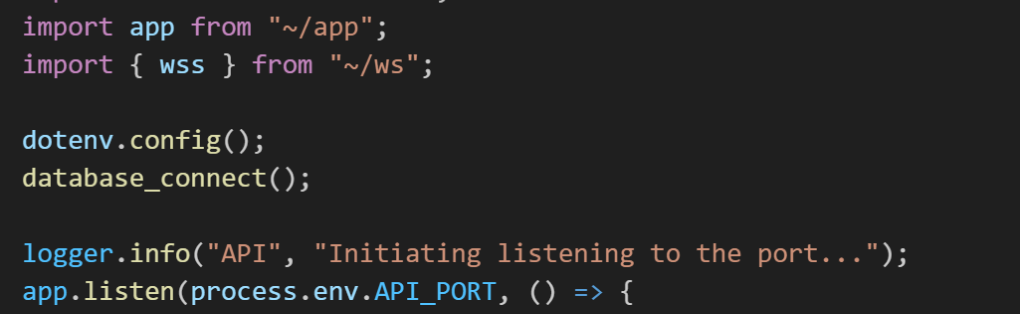 import app from "~/app";
import { wss } from "~/ws";
dotenv.config();
database_connect();
logger.info("API", "Initiating listening to the port...");
app.listen(process.env.API_PORT, () => {